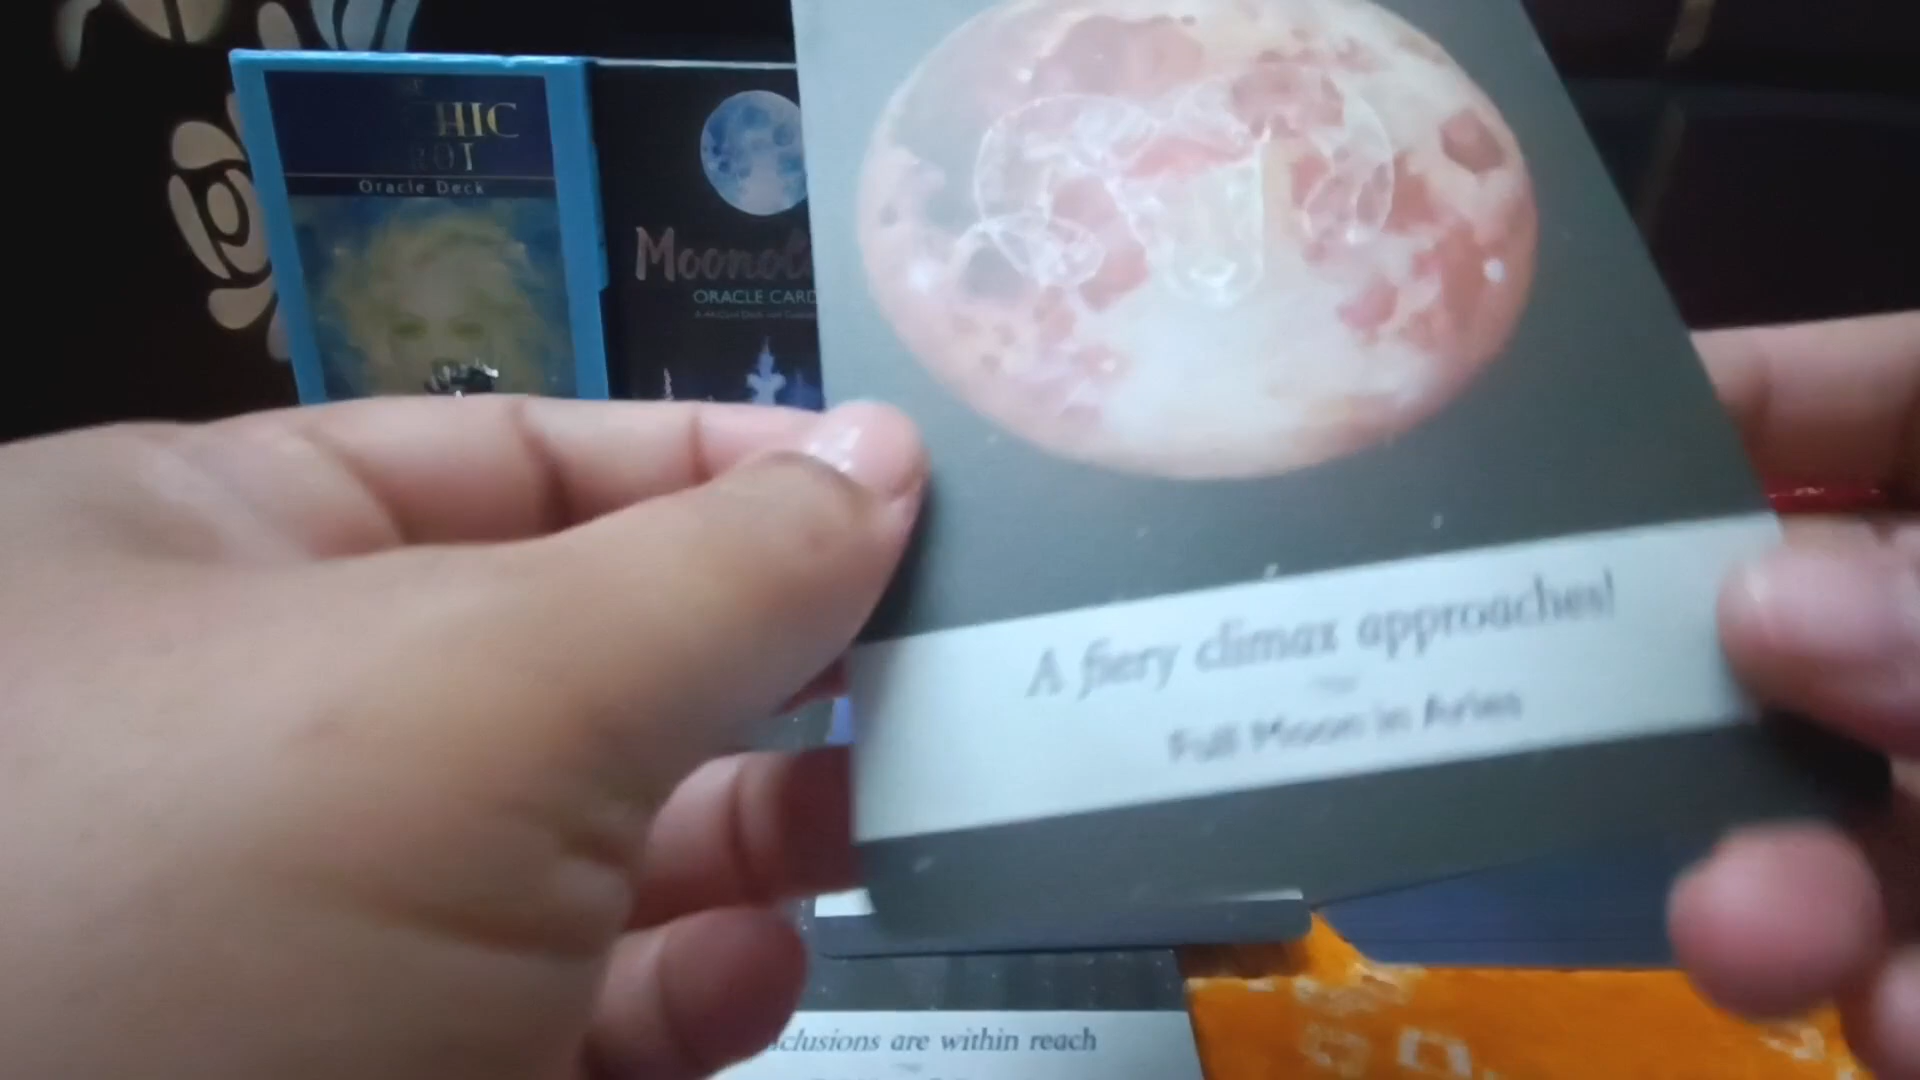 HIC
ROT
Oracle Deck
Moonol
ORACLE CARD
A fiery climax approaches!
Full Moon in Aries
clusions are within reach